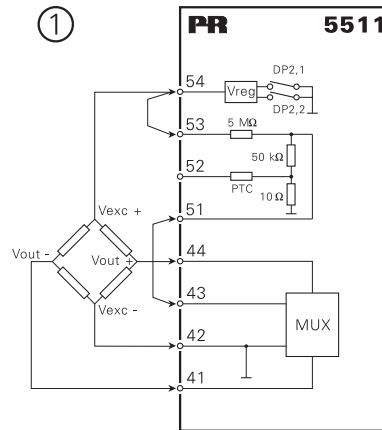 1
PR 5511
54
Vreg
DP2,1
DP2,2
53
5 MΩ
50 kΩ
52
PTC
10Ω
51
Vexc +
Vout -
Vout +
44
Vexc -
43
MUX
42
41